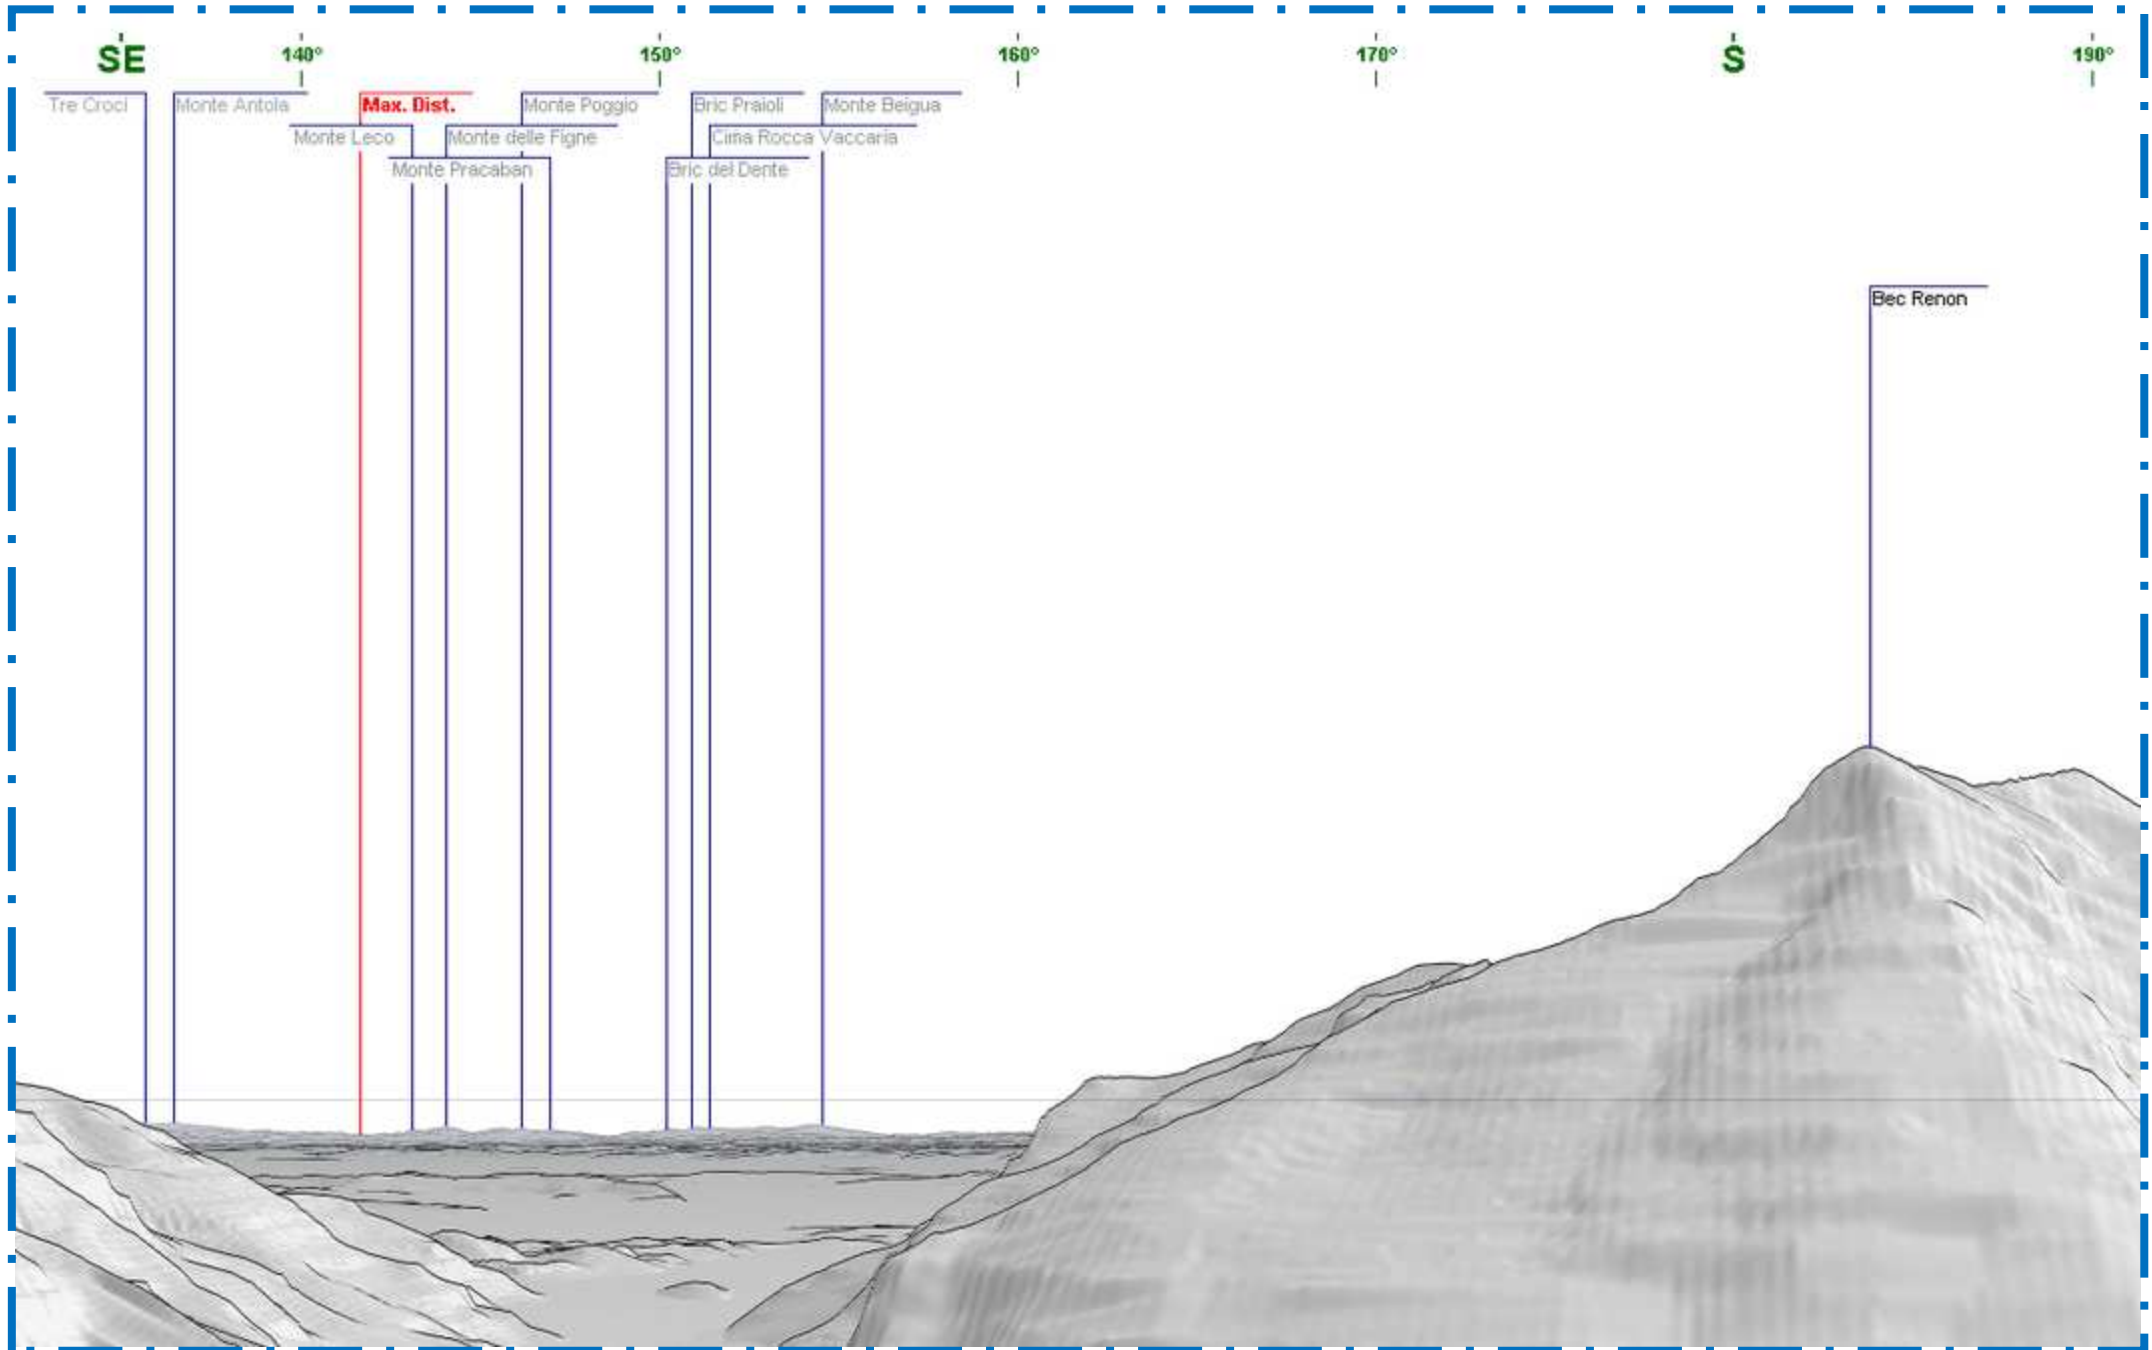 SE 140° 150° 160° 170° S 190°
Tre Croci Monte Antola Max. Dist. Monte Poggio Bric Praioli Monte Beigua
Monte Leco Monte delle Figne Cima Rocca Vaccaria
Monte Pracaban Bric del Dente
Bec Renon